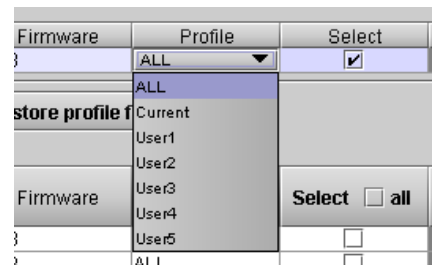 Firmware Profile Select
ALL
ALL
store profile f Current
User1
User2
User3
Firmware Select all
User4
User5
ALL